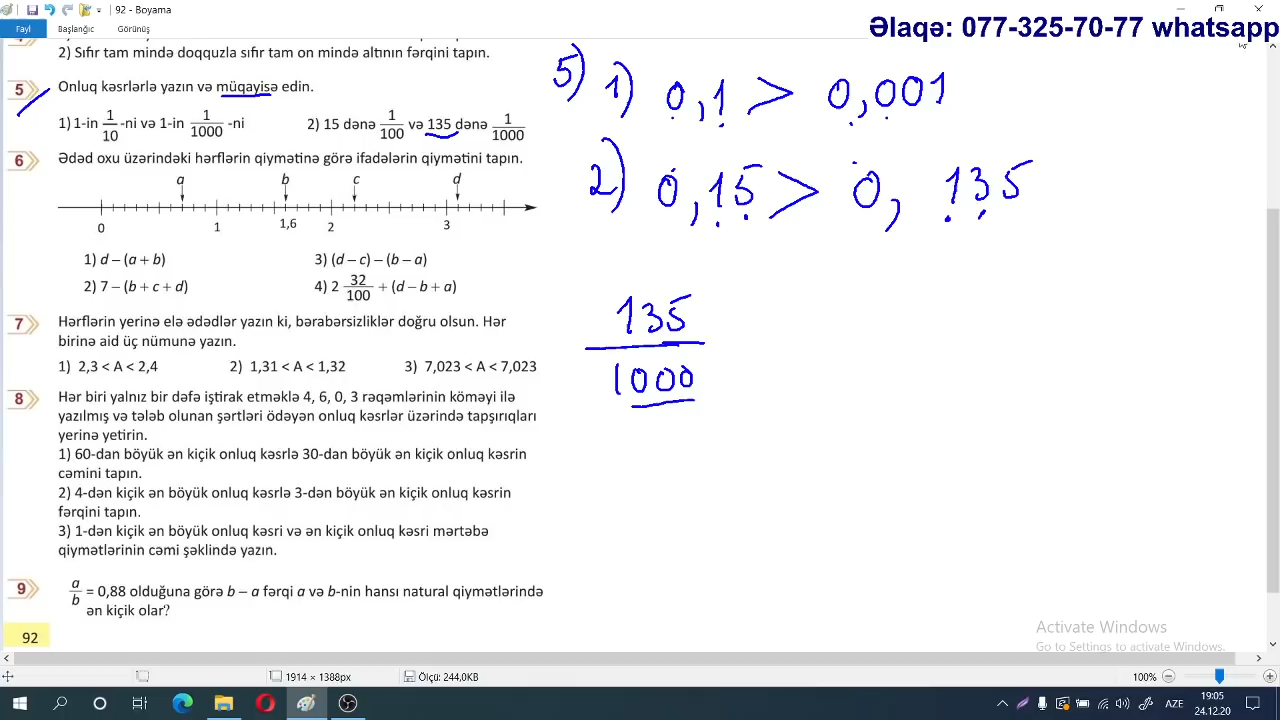 92 - Boyama
Əlaqə: 077-325-70-77 whatsapp
Fayl Başlanğıc Görünüş
2) Sıfır tam mində doqquzla sıfır tam on mində altının fərqini tapın.
5 Onluq kəsrlərlə yazın və müqayisə edin.
1) 1-in 1/10 -ni və 1-in 1/1000 -ni 2) 15 dənə 1/100 və 135 dənə 1/1000
6 Ədəd oxu üzərindəki hərflərin qiymətinə görə ifadələrin qiymətini tapın.
a b c d
0 1 1,6 2 3
1) d – (a + b) 3) (d – c) – (b – a)
2) 7 – (b + c + d) 4) 2 32/100 + (d – b + a)
7 Hərflərin yerinə elə ədədlər yazın ki, bərabərsizliklər doğru olsun. Hər
birinə aid üç nümunə yazın.
1) 2,3 < A < 2,4 2) 1,31 < A < 1,32 3) 7,023 < A < 7,023
8 Hər biri yalnız bir dəfə iştirak etməklə 4, 6, 0, 3 rəqəmlərinin köməyi ilə
yazılmış və tələb olunan şərtləri ödəyən onluq kəsrlər üzərində tapşırıqları
yerinə yetirin.
1) 60-dan böyük ən kiçik onluq kəsrlə 30-dan böyük ən kiçik onluq kəsrin
cəmini tapın.
2) 4-dən kiçik ən böyük onluq kəsrlə 3-dən böyük ən kiçik onluq kəsrin
fərqini tapın.
3) 1-dən kiçik ən böyük onluq kəsri və ən kiçik onluq kəsri mərtəbə
qiymətlərinin cəmi şəklində yazın.
9 a/b = 0,88 olduğuna görə b – a fərqi a və b-nin hansı natural qiymətlərində
ən kiçik olar?
92
5) 1) 0,1 > 0,001
2) 0,15 > 0, 135
135
1000
Activate Windows
Go to Settings to activate Windows.
1914 × 1388px Ölçü: 244,0KB 100%
AZE 19:05
24.12.20